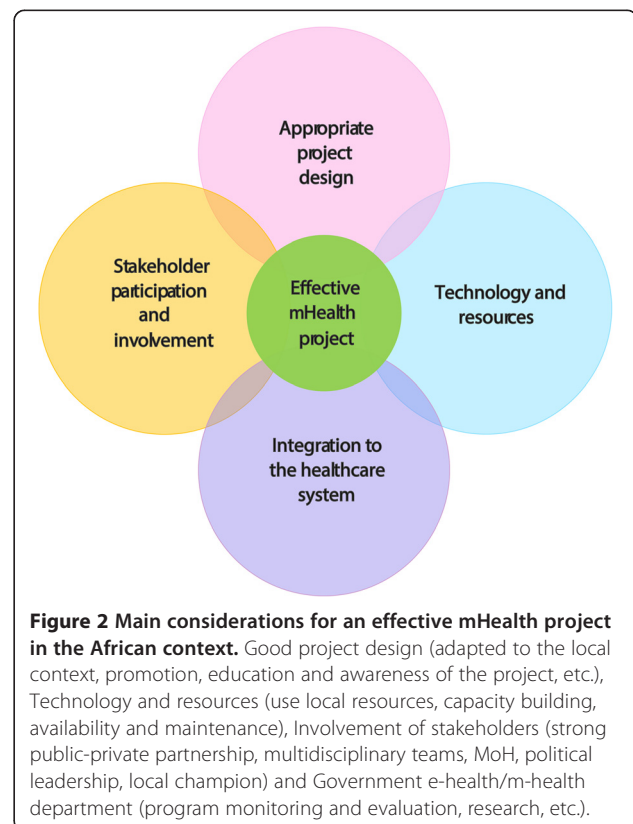 Appropriate
project
design
Stakeholder
participation
and
involvement
Effective
mHealth
project
Technology and
resources
Integration to
the healthcare
system
Figure 2 Main considerations for an effective mHealth project
in the African context. Good project design (adapted to the local
context, promotion, education and awareness of the project, etc.),
Technology and resources (use local resources, capacity building,
availability and maintenance), Involvement of stakeholders (strong
public-private partnership, multidisciplinary teams, MoH, political
leadership, local champion) and Government e-health/m-health
department (program monitoring and evaluation, research, etc.).